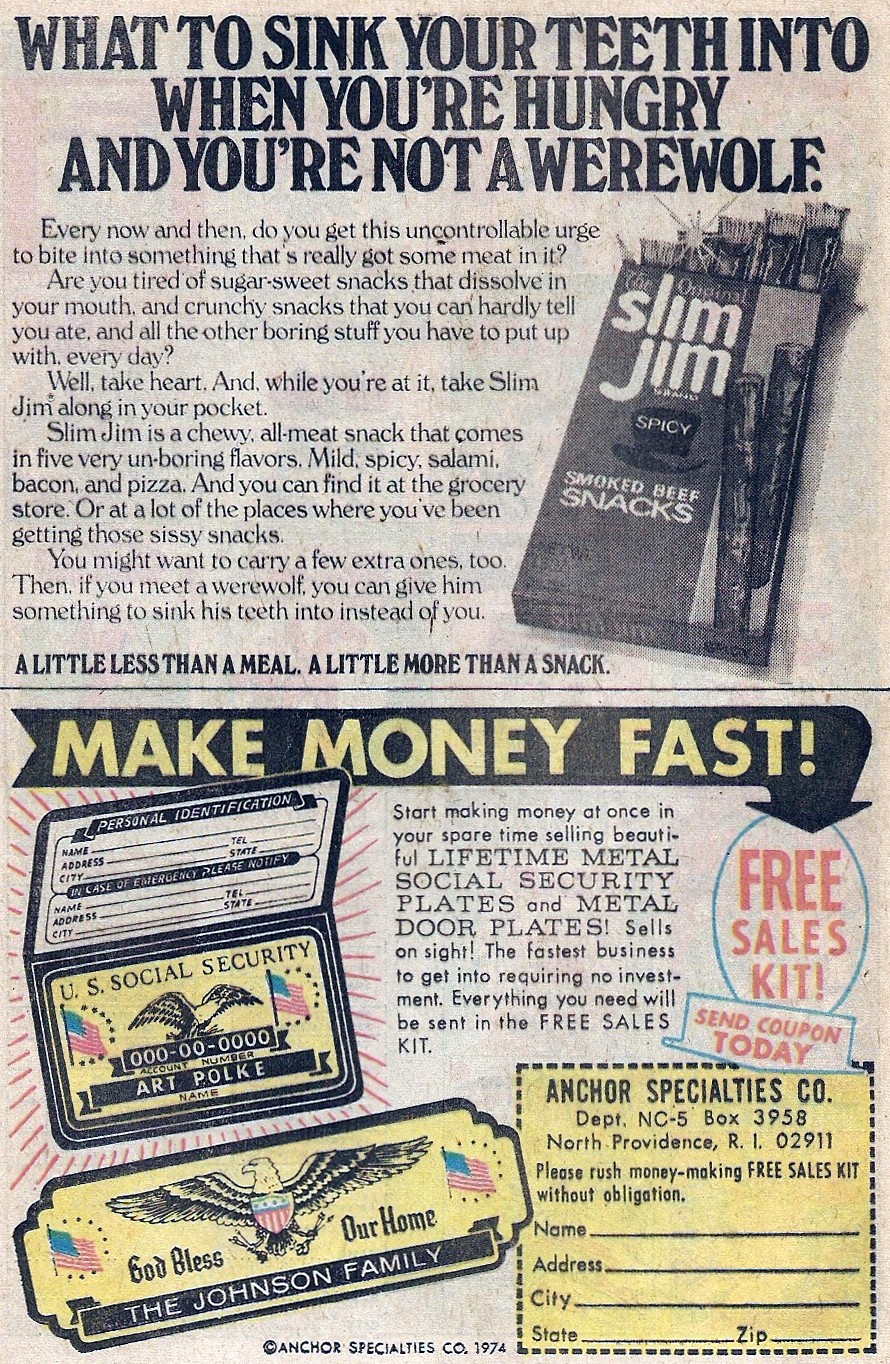 WHAT TO SINK YOUR TEETH INTO
WHEN YOU'RE HUNGRY
AND YOU'RE NOT A WEREWOLF.
Every now and then, do you get this uncontrollable urge
to bite into something that's really got some meat in it?
Are you tired of sugar-sweet snacks that dissolve in
your mouth, and crunchy snacks that you can hardly tell
you ate, and all the other boring stuff you have to put up
with, every day?
Well, take heart. And, while you're at it, take Slim
Jim® along in your pocket.
Slim Jim is a chewy, all-meat snack that comes
in five very un-boring flavors. Mild, spicy, salami,
bacon, and pizza. And you can find it at the grocery
store. Or at a lot of the places where you've been
getting those sissy snacks.
You might want to carry a few extra ones, too.
Then, if you meet a werewolf, you can give him
something to sink his teeth into instead of you.
The Original
slim
jim
BRAND
SPICY
SMOKED BEEF
SNACKS
A LITTLE LESS THAN A MEAL. A LITTLE MORE THAN A SNACK.
MAKE MONEY FAST!
PERSONAL IDENTIFICATION
NAME TEL
ADDRESS STATE
CITY
IN CASE OF EMERGENCY PLEASE NOTIFY
NAME TEL
ADDRESS STATE
CITY
U. S. SOCIAL SECURITY
000-00-0000
ACCOUNT NUMBER
ART POLKE
NAME
Start making money at once in
your spare time selling beauti-
ful LIFETIME METAL
SOCIAL SECURITY
PLATES and METAL
DOOR PLATES! Sells
on sight! The fastest business
to get into requiring no invest-
ment. Everything you need will
be sent in the FREE SALES
KIT.
FREE
SALES
KIT!
SEND COUPON
TODAY
God Bless Our Home
THE JOHNSON FAMILY
ANCHOR SPECIALTIES CO.
Dept. NC-5 Box 3958
North Providence, R. I. 02911
Please rush money-making FREE SALES KIT
without obligation.
Name
Address
City
State Zip
©ANCHOR SPECIALTIES CO. 1974